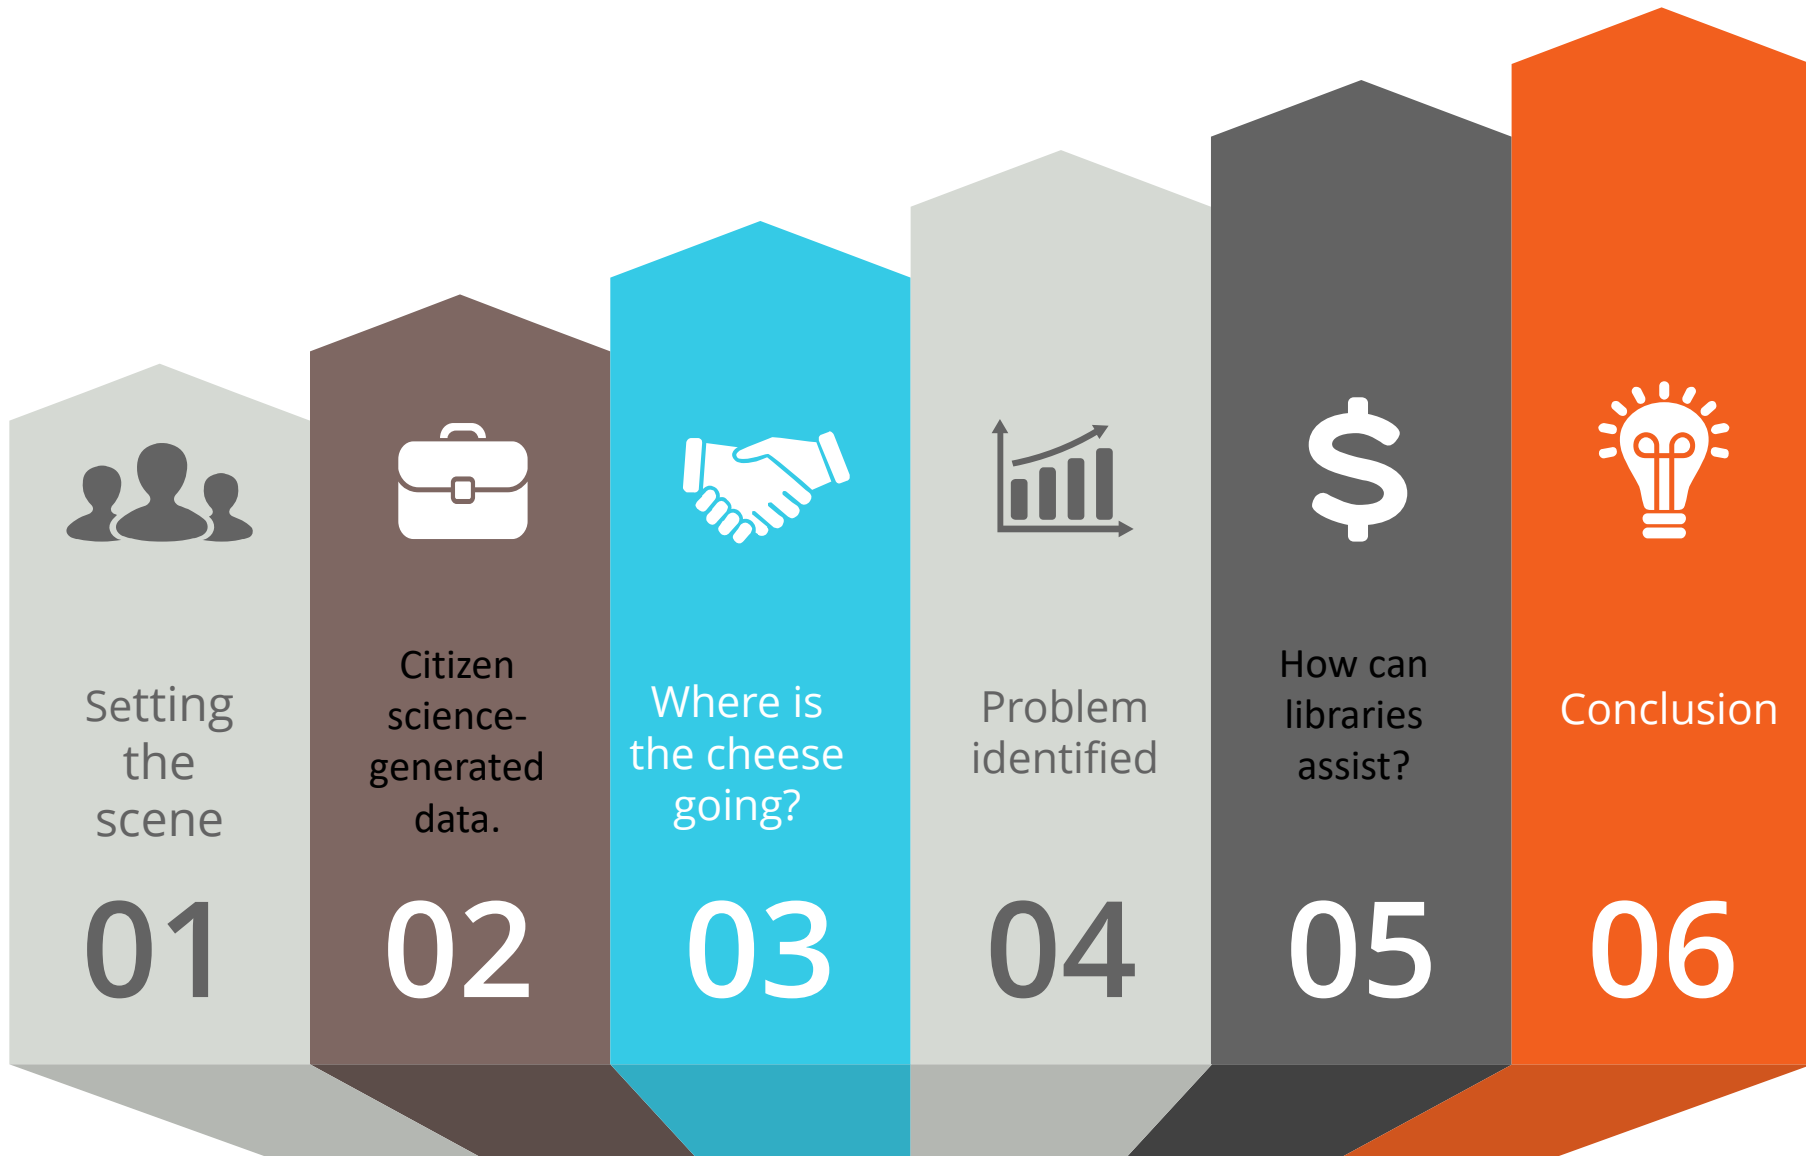 Setting
the
scene
01
Citizen
science-
generated
data.
02
Where is
the cheese
going?
03
Problem
identified
04
How can
libraries
assist?
05
Conclusion
06